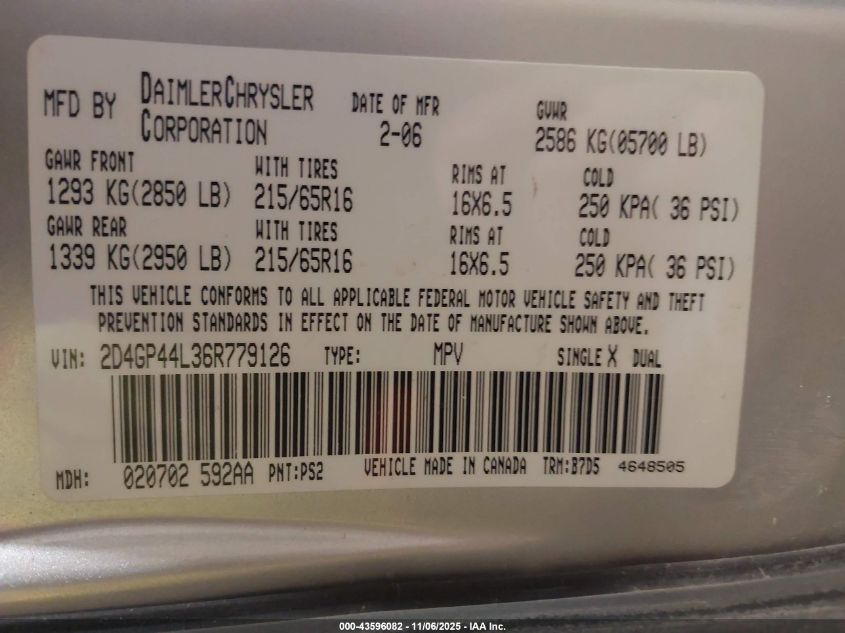 MFD BY DAIMLERCHRYSLER CORPORATION DATE OF MFR 2-06 GVWR 2586 KG(05700 LB)
GAWR FRONT WITH TIRES RIMS AT COLD
1293 KG(2850 LB) 215/65R16 16X6.5 250 KPA( 36 PSI)
GAWR REAR WITH TIRES RIMS AT COLD
1339 KG(2950 LB) 215/65R16 16X6.5 250 KPA( 36 PSI)
THIS VEHICLE CONFORMS TO ALL APPLICABLE FEDERAL MOTOR VEHICLE SAFETY AND THEFT
PREVENTION STANDARDS IN EFFECT ON THE DATE OF MANUFACTURE SHOWN ABOVE.
VIN: 2D4GP44L36R779126 TYPE: MPV SINGLE X DUAL
MDH: 020702 592AA PNT:PS2 VEHICLE MADE IN CANADA TRM:B7D5 4648505
000-43596082 - 11/06/2025 - IAA Inc.